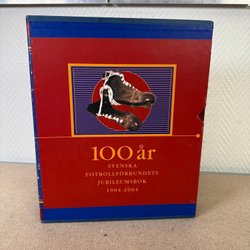 100 år
SVENSKA
FOTBOLLFÖRBUNDETS
JUBILEUMSBOK
1904-2004